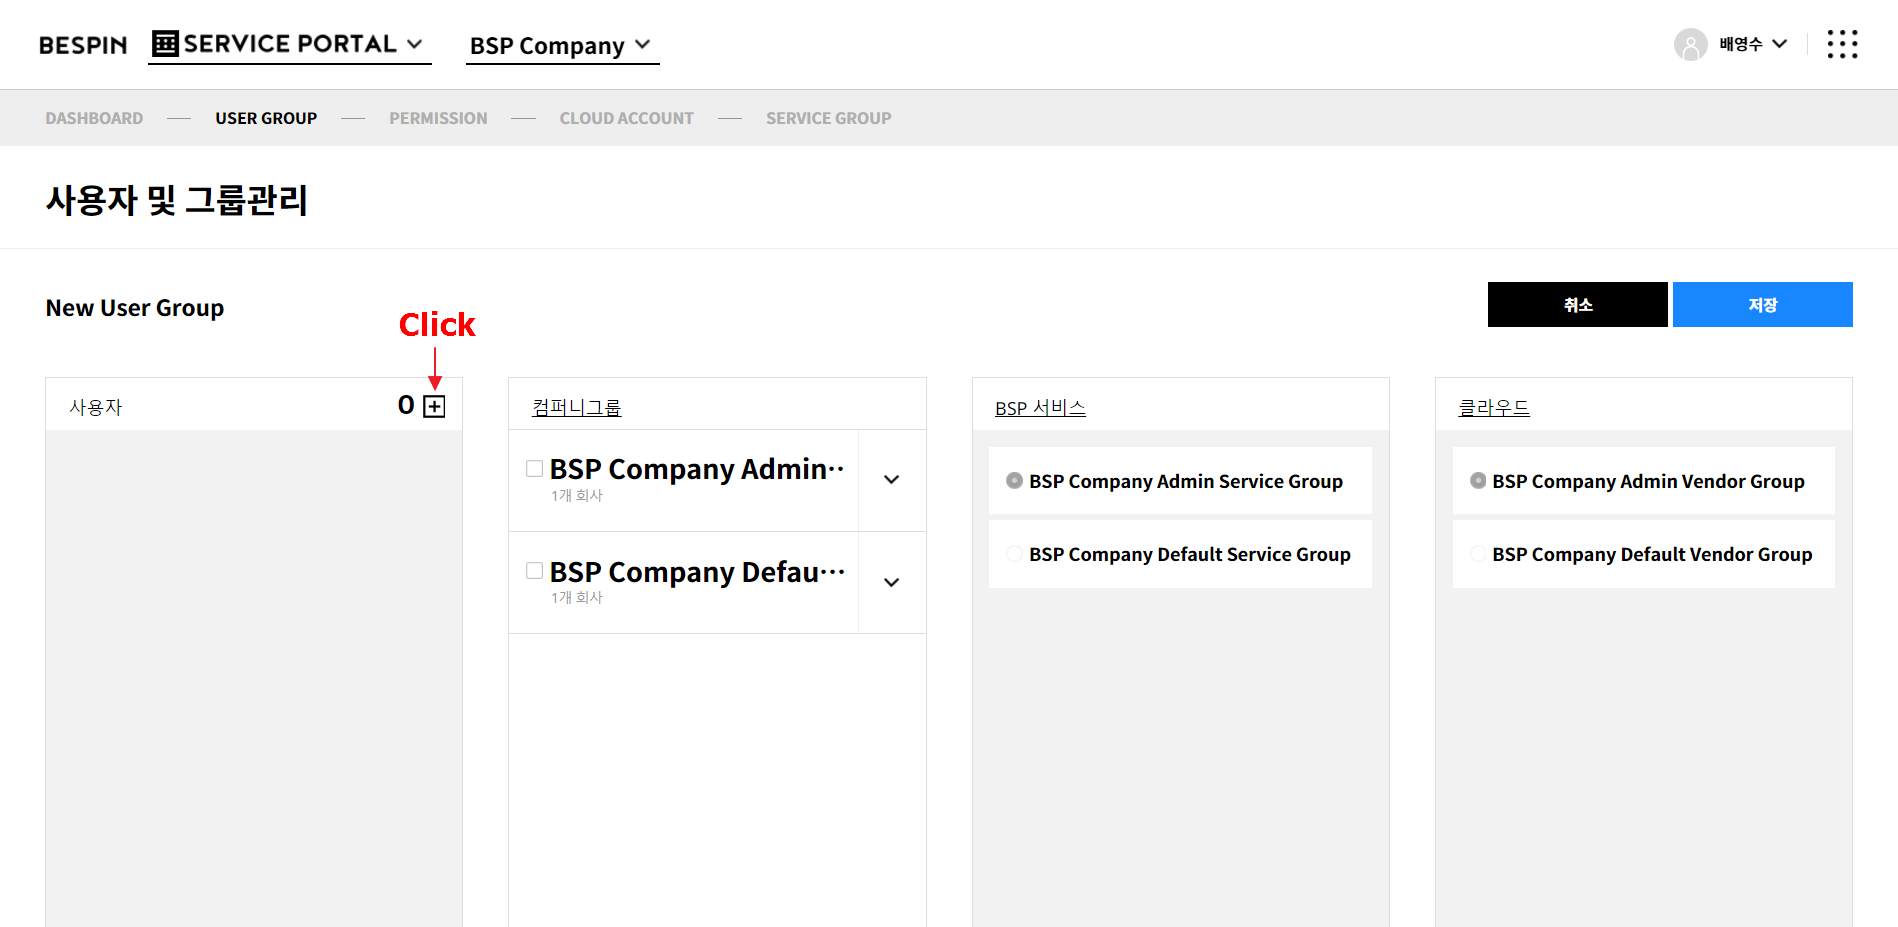 BESPIN SERVICE PORTAL BSP Company 배영수
DASHBOARD USER GROUP PERMISSION CLOUD ACCOUNT SERVICE GROUP
사용자 및 그룹관리
New User Group
취소 저장
Click
사용자 0
컴퍼니그룹
BSP Company Admin··
1개 회사
BSP Company Defau···
1개 회사
BSP 서비스
BSP Company Admin Service Group
BSP Company Default Service Group
클라우드
BSP Company Admin Vendor Group
BSP Company Default Vendor Group